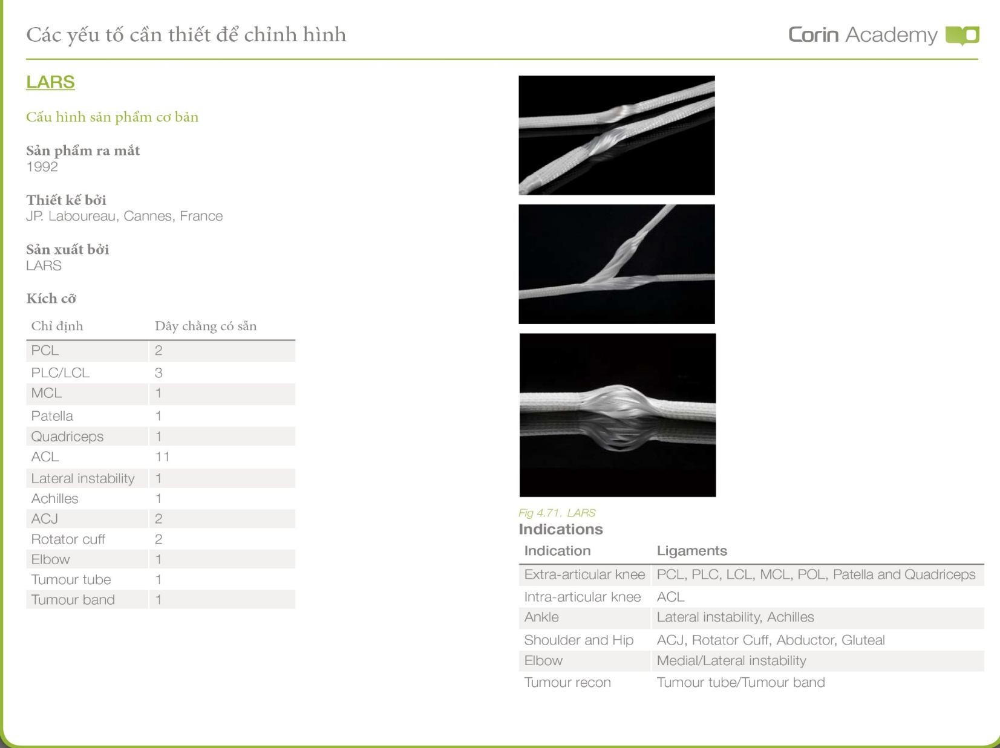 Các yếu tố cần thiết để chỉnh hình
Corin Academy
LARS
Cấu hình sản phẩm cơ bản
Sản phẩm ra mắt
1992
Thiết kế bởi
JP. Laboureau, Cannes, France
Sản xuất bởi
LARS
Kích cỡ
Chỉ định Dây chằng có sẵn
PCL 2
PLC/LCL 3
MCL 1
Patella 1
Quadriceps 1
ACL 11
Lateral instability 1
Achilles 1
ACJ 2
Rotator cuff 2
Elbow 1
Tumour tube 1
Tumour band 1
Fig 4.71. LARS
Indications
Indication Ligaments
Extra-articular knee PCL, PLC, LCL, MCL, POL, Patella and Quadriceps
Intra-articular knee ACL
Ankle Lateral instability, Achilles
Shoulder and Hip ACJ, Rotator Cuff, Abductor, Gluteal
Elbow Medial/Lateral instability
Tumour recon Tumour tube/Tumour band